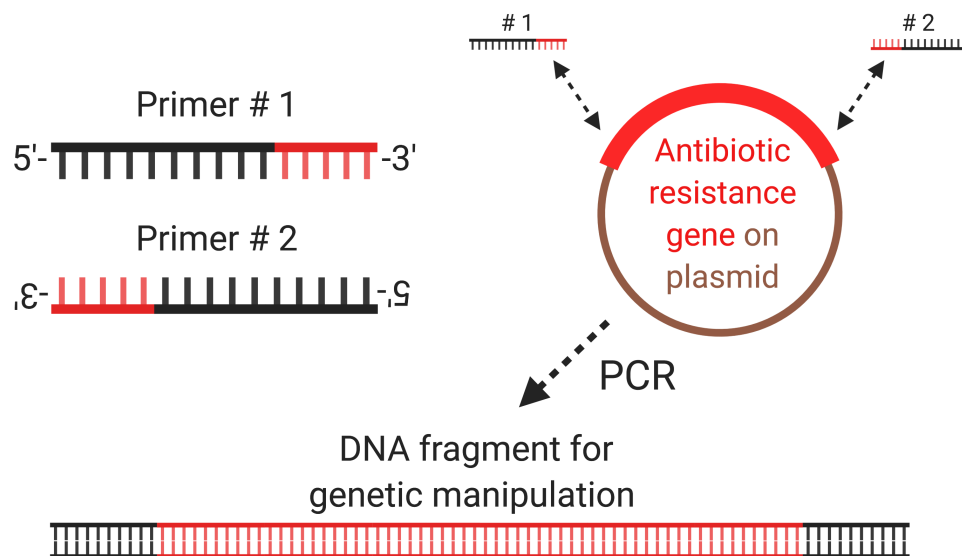 # 1
# 2
Primer # 1
5'-
-3'
Primer # 2
3'-
-5'
Antibiotic
resistance
gene on
plasmid
PCR
DNA fragment for
genetic manipulation